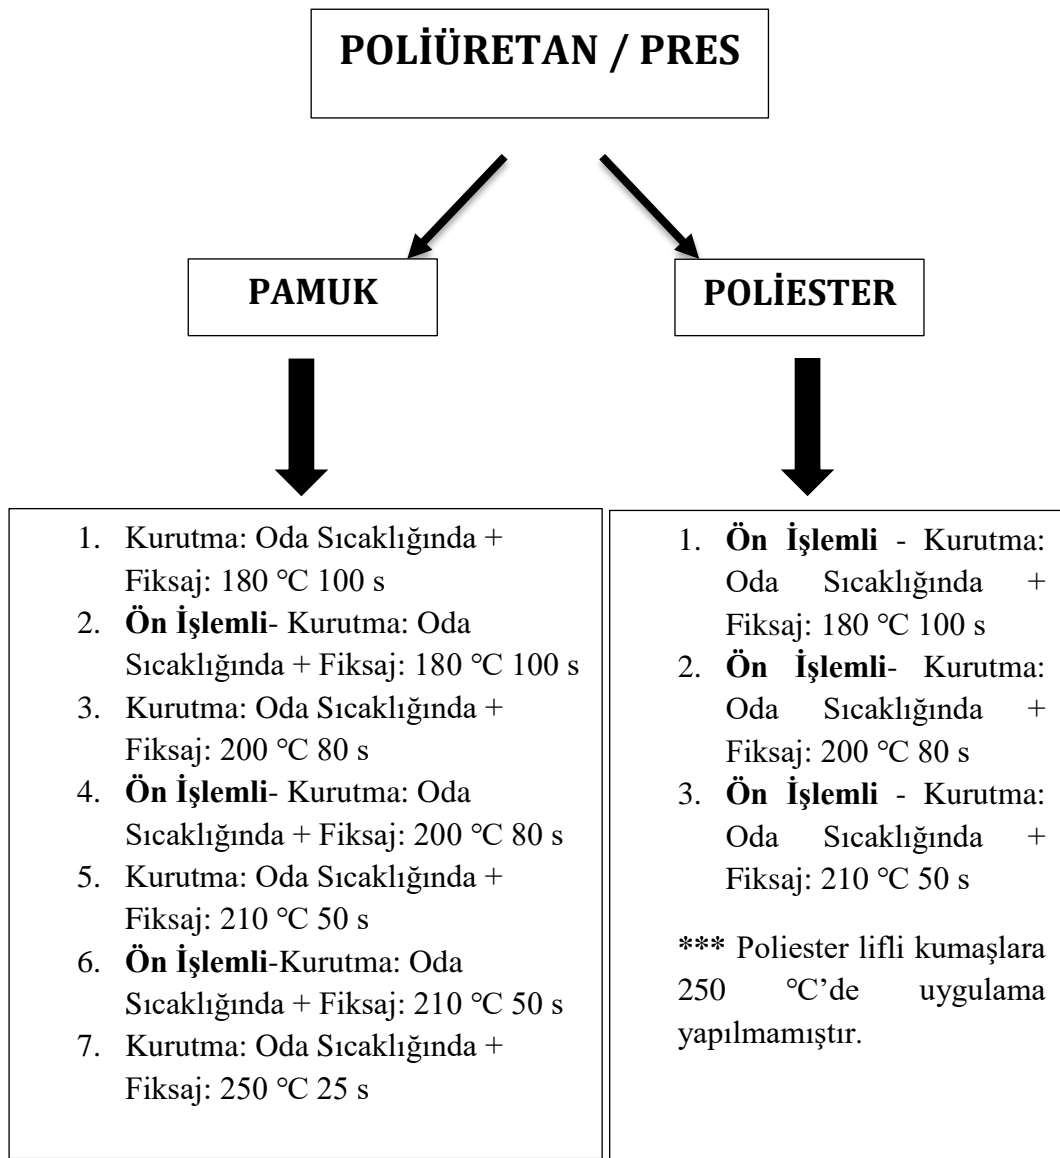 POLİÜRETAN / PRES
PAMUK
POLİESTER
1. Kurutma: Oda Sıcaklığında +
Fiksaj: 180 ℃ 100 s
2. Ön İşlemli- Kurutma: Oda
Sıcaklığında + Fiksaj: 180 ℃ 100 s
3. Kurutma: Oda Sıcaklığında +
Fiksaj: 200 ℃ 80 s
4. Ön İşlemli- Kurutma: Oda
Sıcaklığında + Fiksaj: 200 ℃ 80 s
5. Kurutma: Oda Sıcaklığında +
Fiksaj: 210 ℃ 50 s
6. Ön İşlemli-Kurutma: Oda
Sıcaklığında + Fiksaj: 210 ℃ 50 s
7. Kurutma: Oda Sıcaklığında +
Fiksaj: 250 ℃ 25 s
1. Ön İşlemli - Kurutma:
Oda Sıcaklığında +
Fiksaj: 180 ℃ 100 s
2. Ön İşlemli- Kurutma:
Oda Sıcaklığında +
Fiksaj: 200 ℃ 80 s
3. Ön İşlemli - Kurutma:
Oda Sıcaklığında +
Fiksaj: 210 ℃ 50 s
*** Poliester lifli kumaşlara
250 ℃’de uygulama
yapılmamıştır.